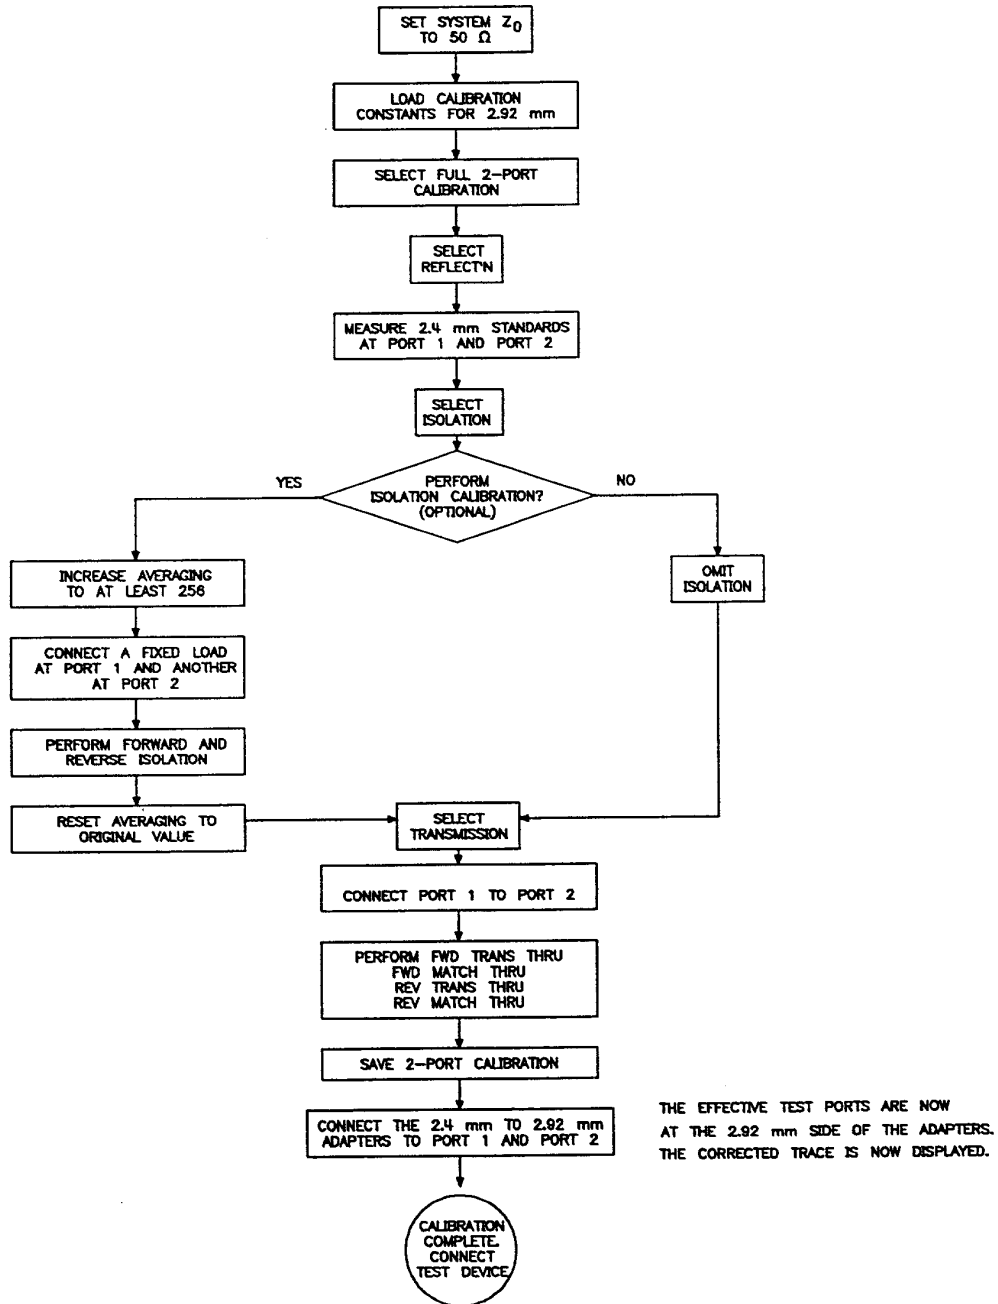 SET SYSTEM Z0
TO 50 Ω
LOAD CALIBRATION
CONSTANTS FOR 2.92 mm
SELECT FULL 2-PORT
CALIBRATION
SELECT
REFLECT'N
MEASURE 2.4 mm STANDARDS
AT PORT 1 AND PORT 2
SELECT
ISOLATION
YES
PERFORM
ISOLATION CALIBRATION?
(OPTIONAL)
NO
INCREASE AVERAGING
TO AT LEAST 256
OMIT
ISOLATION
CONNECT A FIXED LOAD
AT PORT 1 AND ANOTHER
AT PORT 2
PERFORM FORWARD AND
REVERSE ISOLATION
RESET AVERAGING TO
ORIGINAL VALUE
SELECT
TRANSMISSION
CONNECT PORT 1 TO PORT 2
PERFORM FWD TRANS THRU
FWD MATCH THRU
REV TRANS THRU
REV MATCH THRU
SAVE 2-PORT CALIBRATION
CONNECT THE 2.4 mm TO 2.92 mm
ADAPTERS TO PORT 1 AND PORT 2
THE EFFECTIVE TEST PORTS ARE NOW
AT THE 2.92 mm SIDE OF THE ADAPTERS.
THE CORRECTED TRACE IS NOW DISPLAYED.
CALIBRATION
COMPLETE.
CONNECT
TEST DEVICE